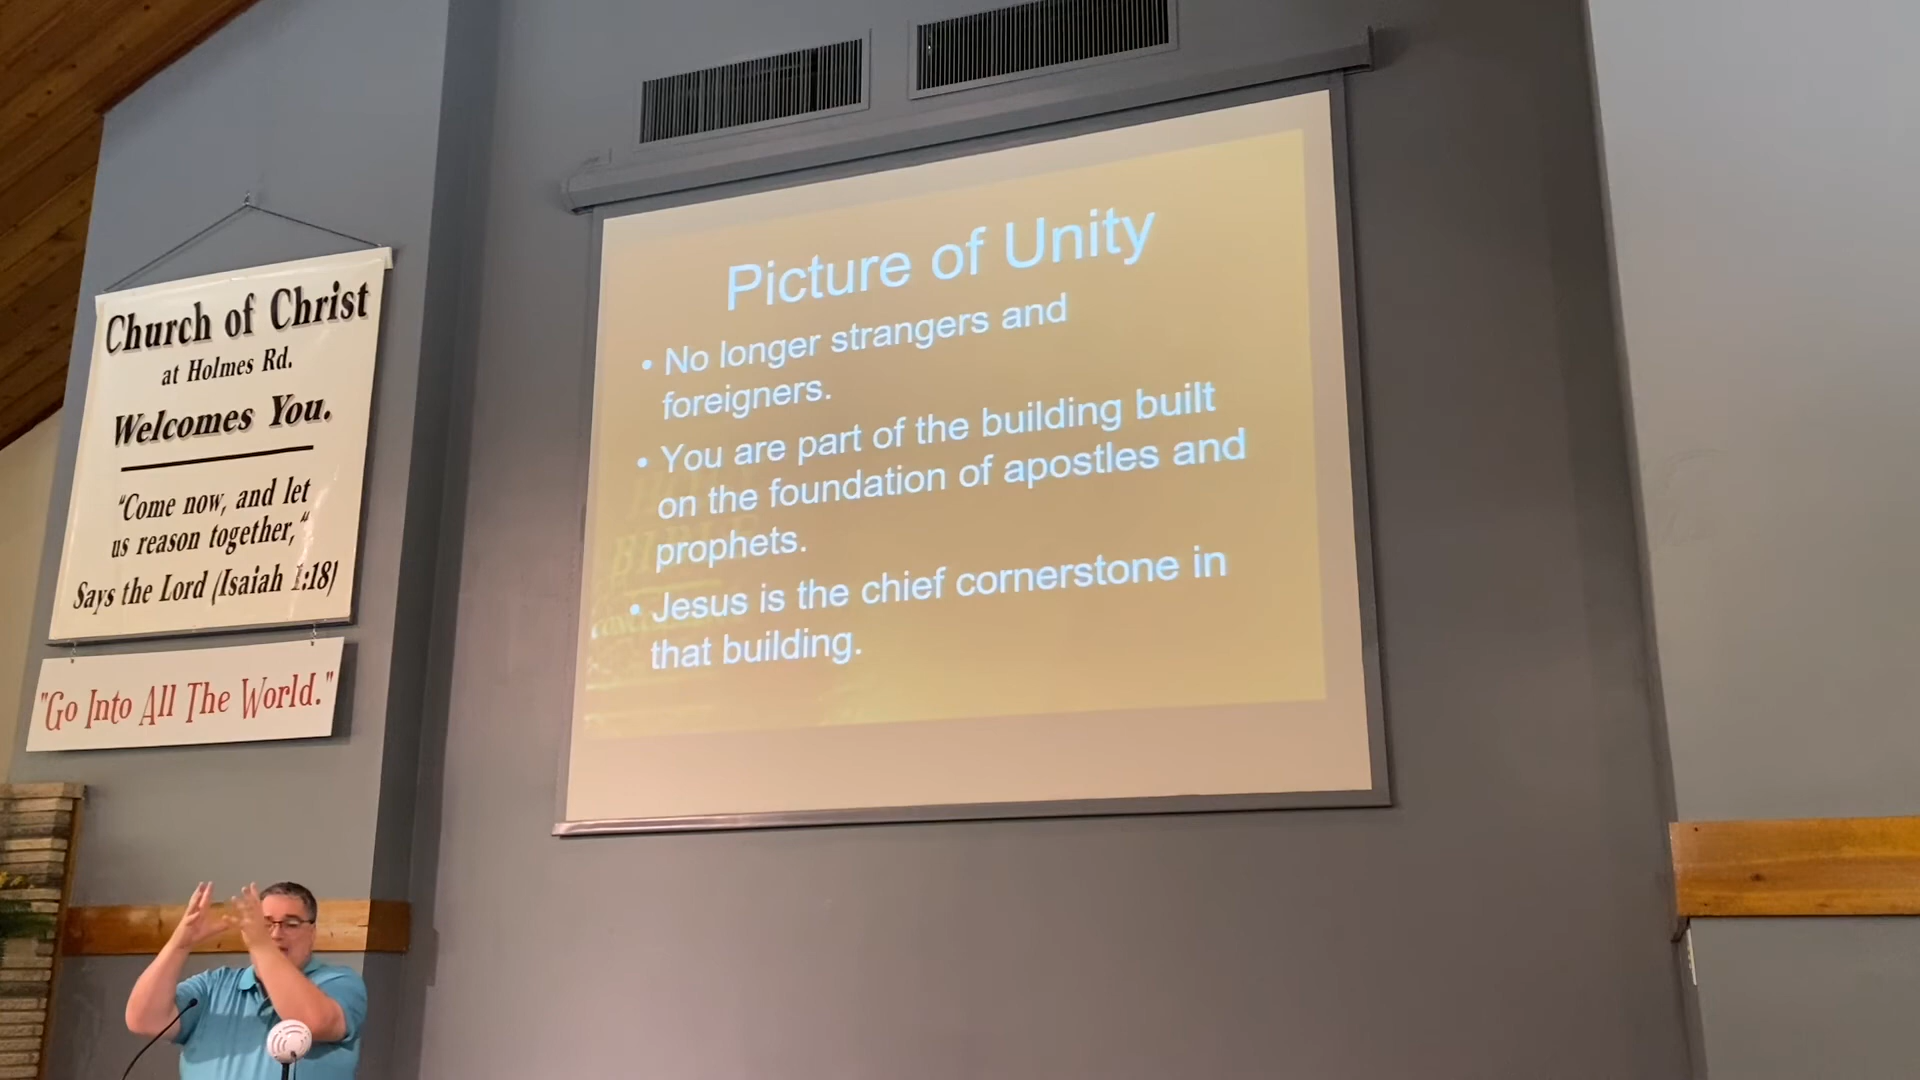 Church of Christ
at Holmes Rd.
Welcomes You.
“Come now, and let
us reason together,“
Says the Lord (Isaiah 1:18)
"Go Into All The World."
Picture of Unity
• No longer strangers and
foreigners.
• You are part of the building built
on the foundation of apostles and
prophets.
• Jesus is the chief cornerstone in
that building.